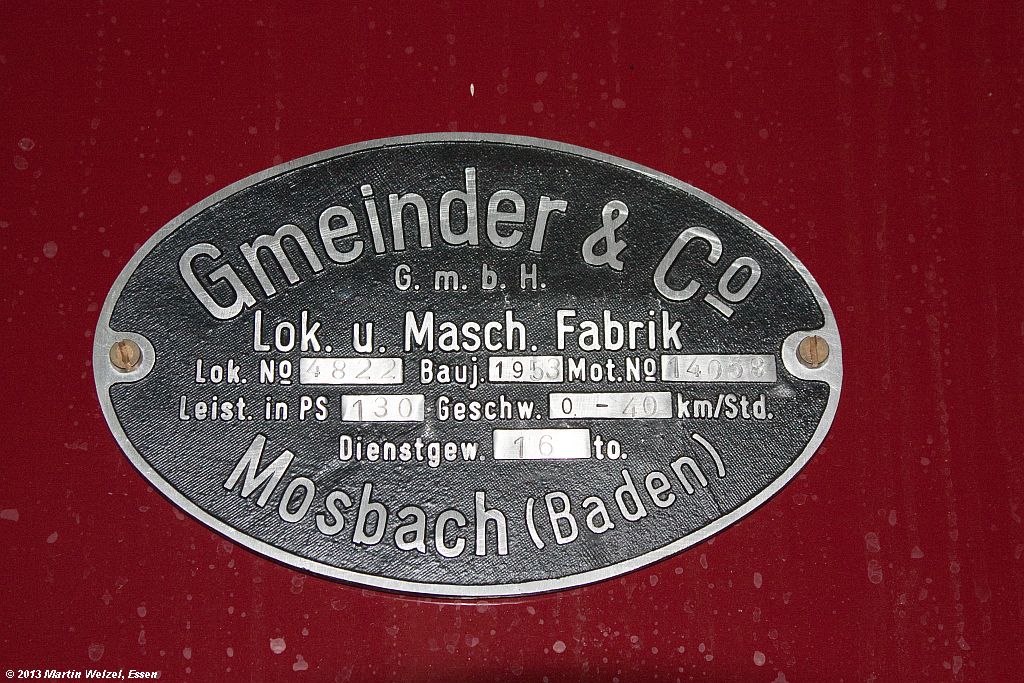 Gmeinder & Co
G. m. b. H.
Lok. u. Masch. Fabrik
Lok. No 4822 Bauj. 1953 Mot. No 14058
Leist. in PS 130 Geschw. 0 - 40 km/Std.
Dienstgew. 16 to.
Mosbach (Baden)
© 2013 Martin Welzel, Essen